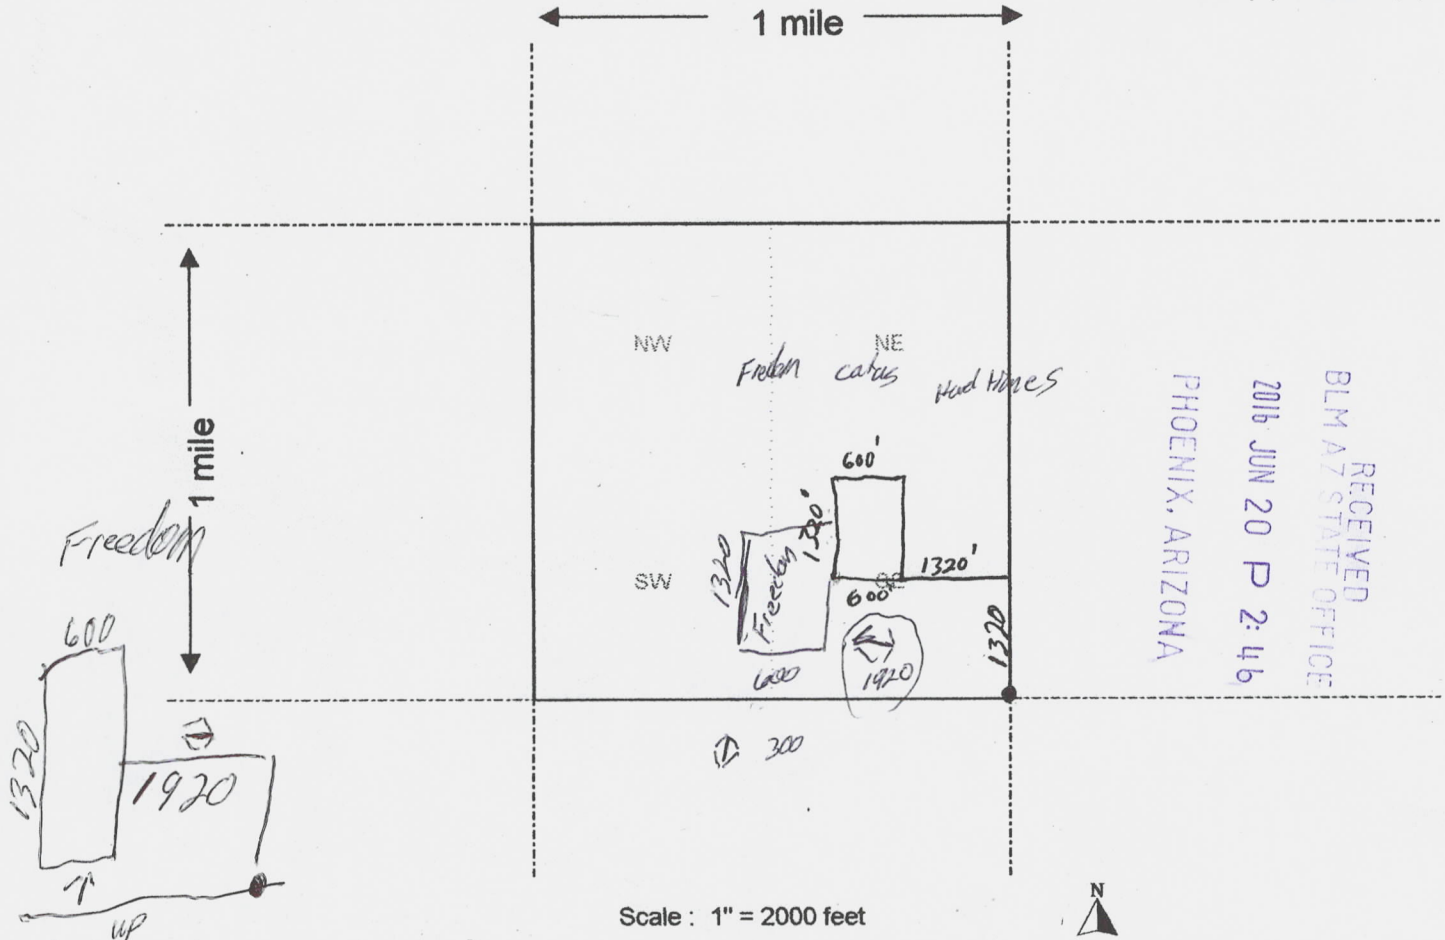 1 mile
NW
NE
Had Hines
1 mile
Freedom
600'
1320'
1320
Freedom
SW
1320'
600'
600
1920
1320
600
1320
1920
300
up
Scale : 1" = 2000 feet
N
RECEIVED
BLM AZ STATE OFFICE
2016 JUN 20 P 2:46
PHOENIX, ARIZONA